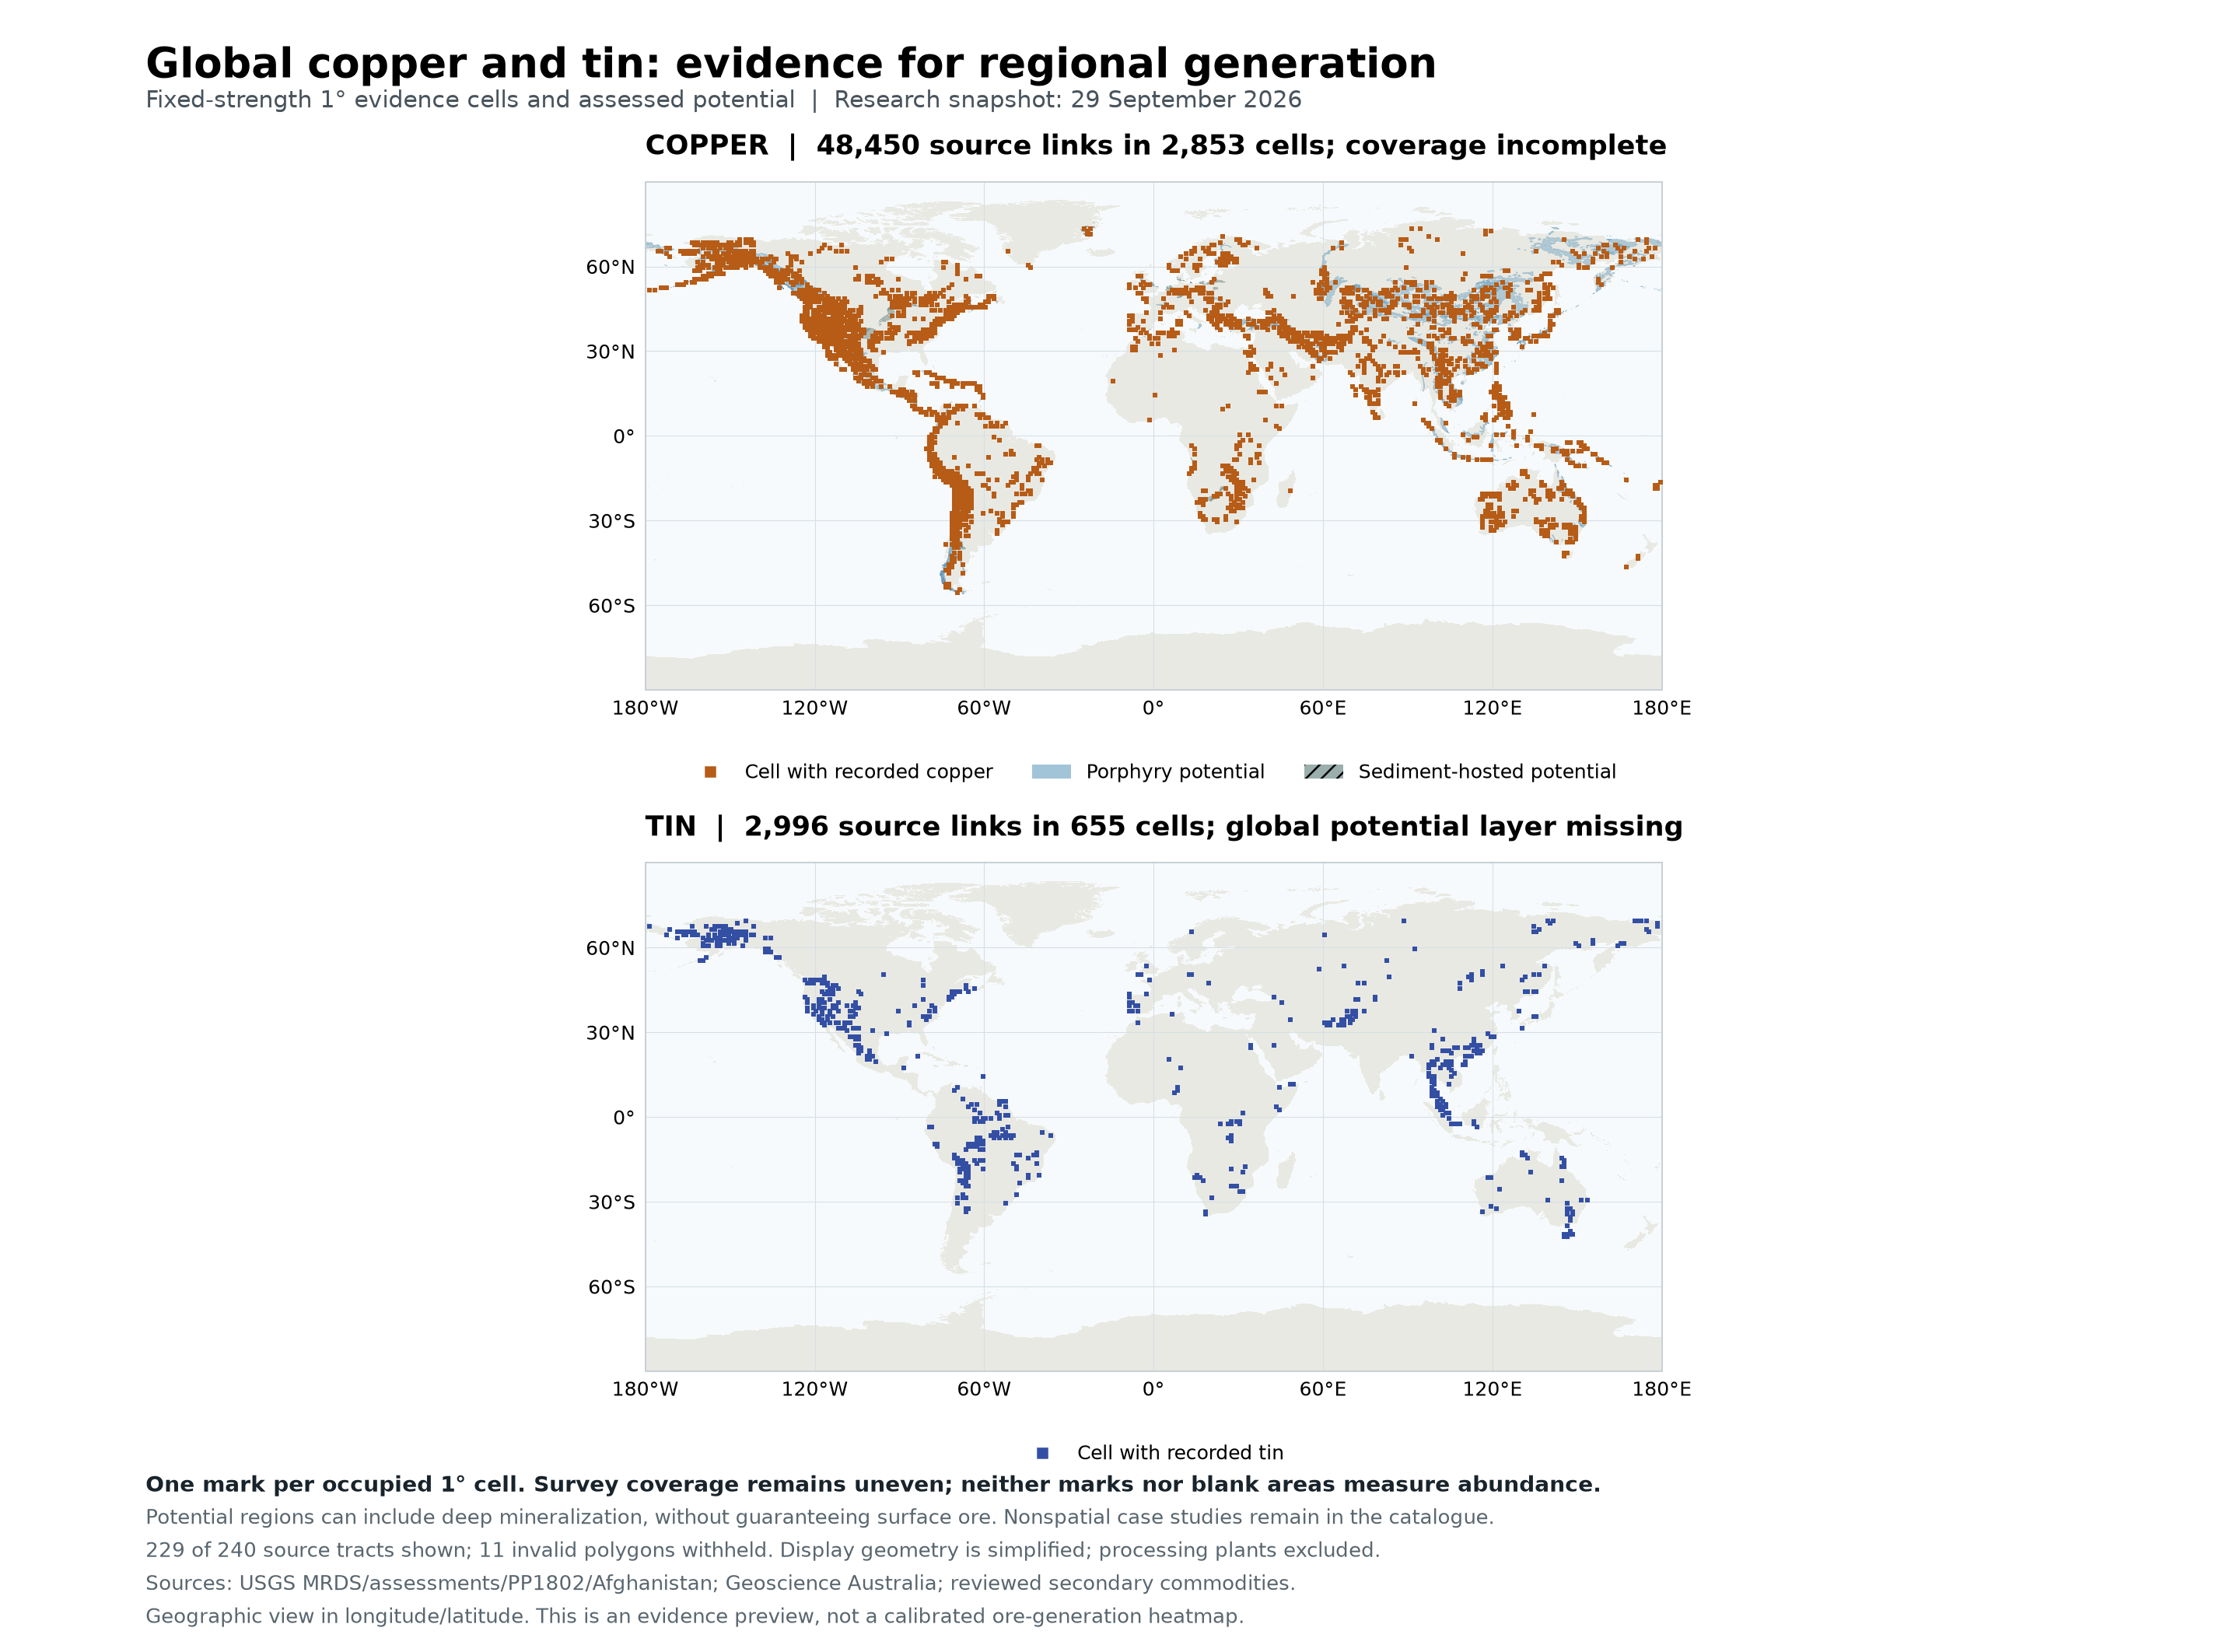 Global copper and tin: evidence for regional generation
Fixed-strength 1° evidence cells and assessed potential | Research snapshot: 29 September 2026
COPPER | 48,450 source links in 2,853 cells; coverage incomplete
60°N
30°N
0°
30°S
60°S
180°W 120°W 60°W 0° 60°E 120°E 180°E
Cell with recorded copper Porphyry potential Sediment-hosted potential
TIN | 2,996 source links in 655 cells; global potential layer missing
60°N
30°N
0°
30°S
60°S
180°W 120°W 60°W 0° 60°E 120°E 180°E
Cell with recorded tin
One mark per occupied 1° cell. Survey coverage remains uneven; neither marks nor blank areas measure abundance.
Potential regions can include deep mineralization, without guaranteeing surface ore. Nonspatial case studies remain in the catalogue.
229 of 240 source tracts shown; 11 invalid polygons withheld. Display geometry is simplified; processing plants excluded.
Sources: USGS MRDS/assessments/PP1802/Afghanistan; Geoscience Australia; reviewed secondary commodities.
Geographic view in longitude/latitude. This is an evidence preview, not a calibrated ore-generation heatmap.